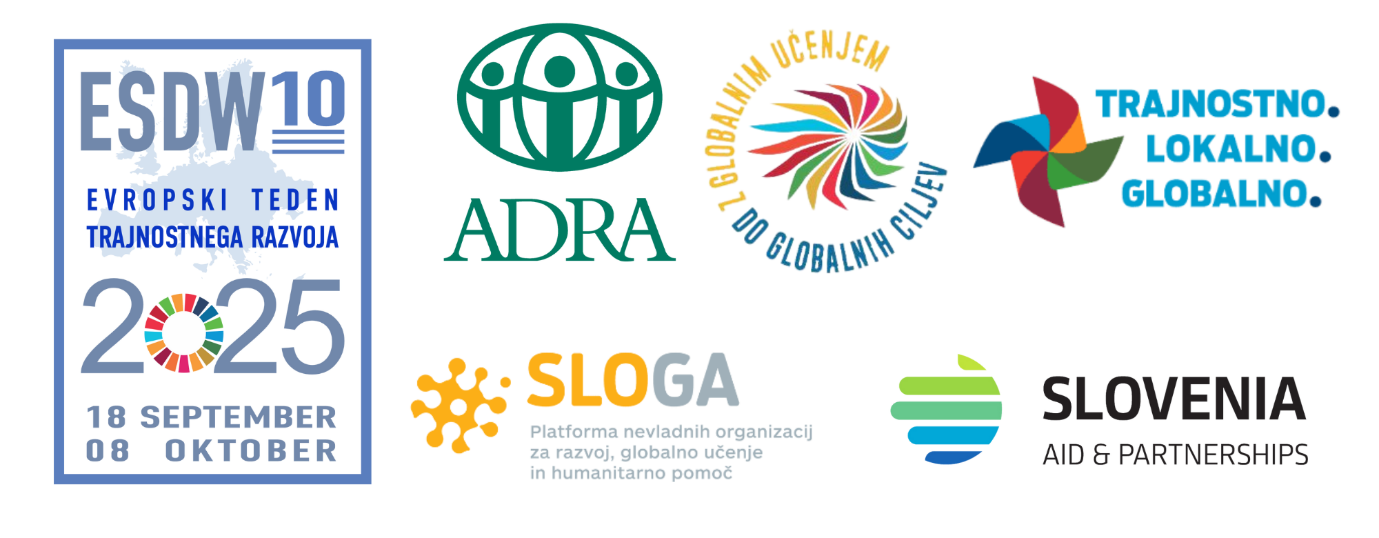 ESDW10
EVROPSKI TEDEN
TRAJNOSTNEGA RAZVOJA
2025
18 SEPTEMBER
08 OKTOBER
ADRA
Z GLOBALNIM UČENJEM
DO GLOBALNIH CILJEV
TRAJNOSTNO.
LOKALNO.
GLOBALNO.
SLOGA
Platforma nevladnih organizacij
za razvoj, globalno učenje
in humanitarno pomoč
SLOVENIA
AID & PARTNERSHIPS